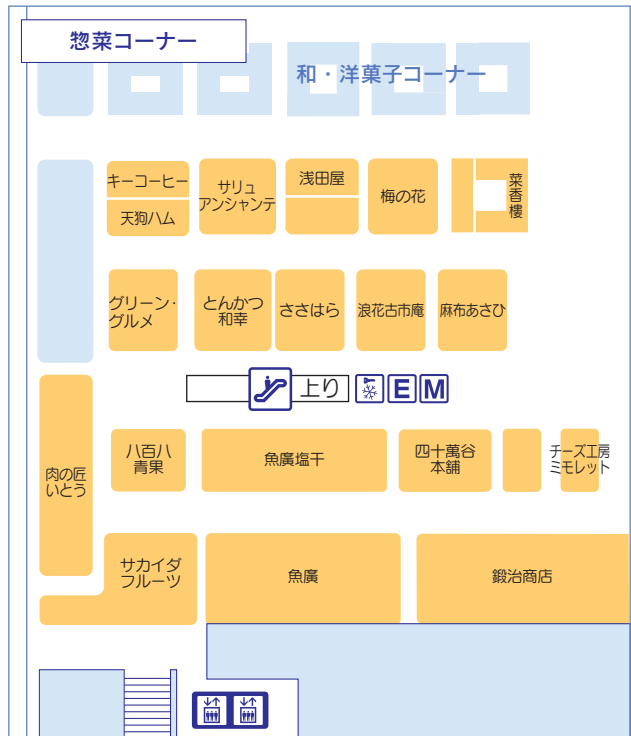 惣菜コーナー
和・洋菓子コーナー
キーコーヒー
天狗ハム
サリュ
アンシャンテ
浅田屋
梅の花
菜香樓
グリーン・
グルメ
とんかつ
和幸
ささはら
浪花古市庵
麻布あさひ
上り
E
M
肉の匠
いとう
八百八
青果
魚廣塩干
四十萬谷
本舗
チーズ工房
ミモレット
サカイダ
フルーツ
魚廣
鍛治商店